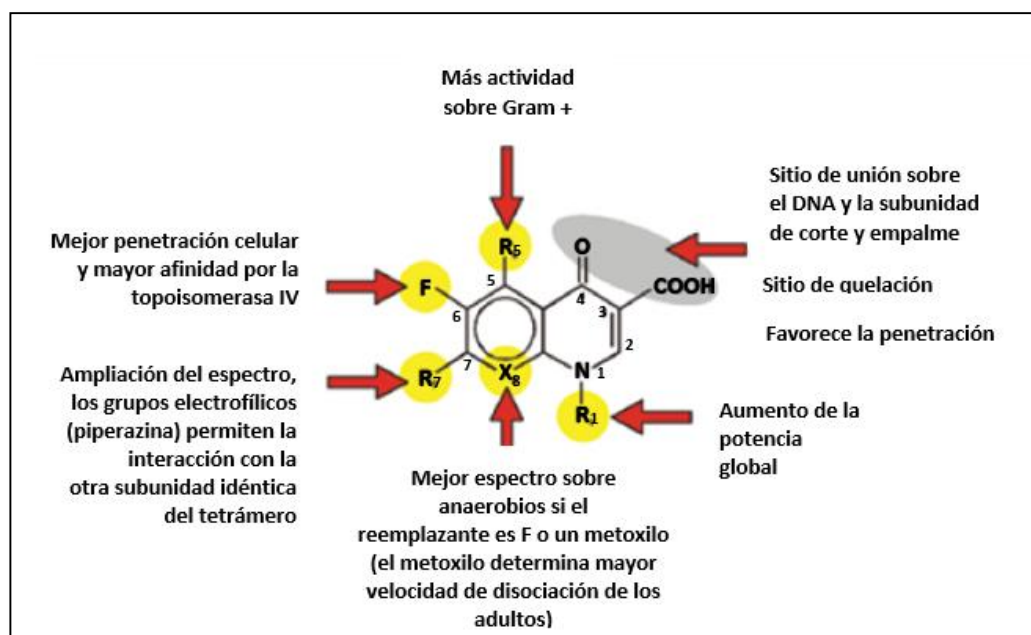 Más actividad
sobre Gram +
Sitio de unión sobre
el DNA y la subunidad
de corte y empalme
Mejor penetración celular
y mayor afinidad por la
topoisomerasa IV
Sitio de quelación
Favorece la penetración
R5
O
F
COOH
5
4
3
6
2
7
R7
X8
N 1
R1
Ampliación del espectro,
los grupos electrofílicos
(piperazina) permiten la
interacción con la
otra subunidad idéntica
del tetrámero
Aumento de la
potencia
global
Mejor espectro sobre
anaerobios si el
reemplazante es F o un metoxilo
(el metoxilo determina mayor
velocidad de disociación de los
adultos)